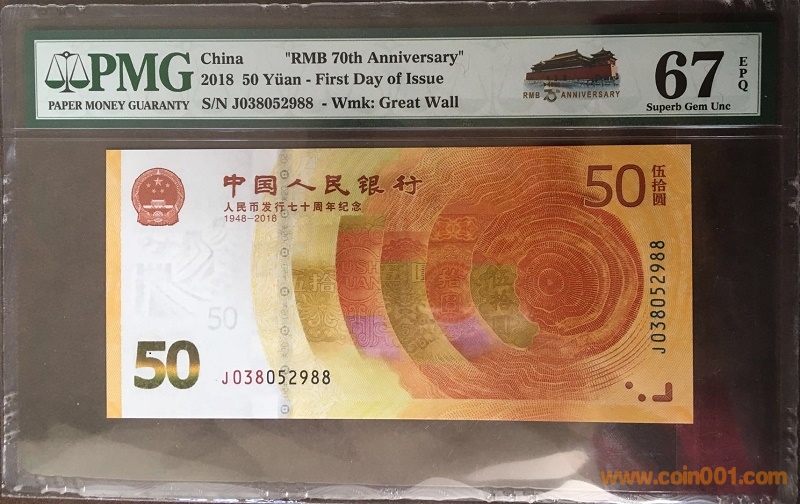 PMG
PAPER MONEY GUARANTY
China "RMB 70th Anniversary"
2018 50 Yüan - First Day of Issue
S/N J038052988 - Wmk: Great Wall
RMB 70th ANNIVERSARY
67 EPQ
Superb Gem Unc
中国人民银行
人民币发行七十周年纪念
1948-2018
50 伍拾圆
50
50
J038052988
J038052988
www.coin001.com